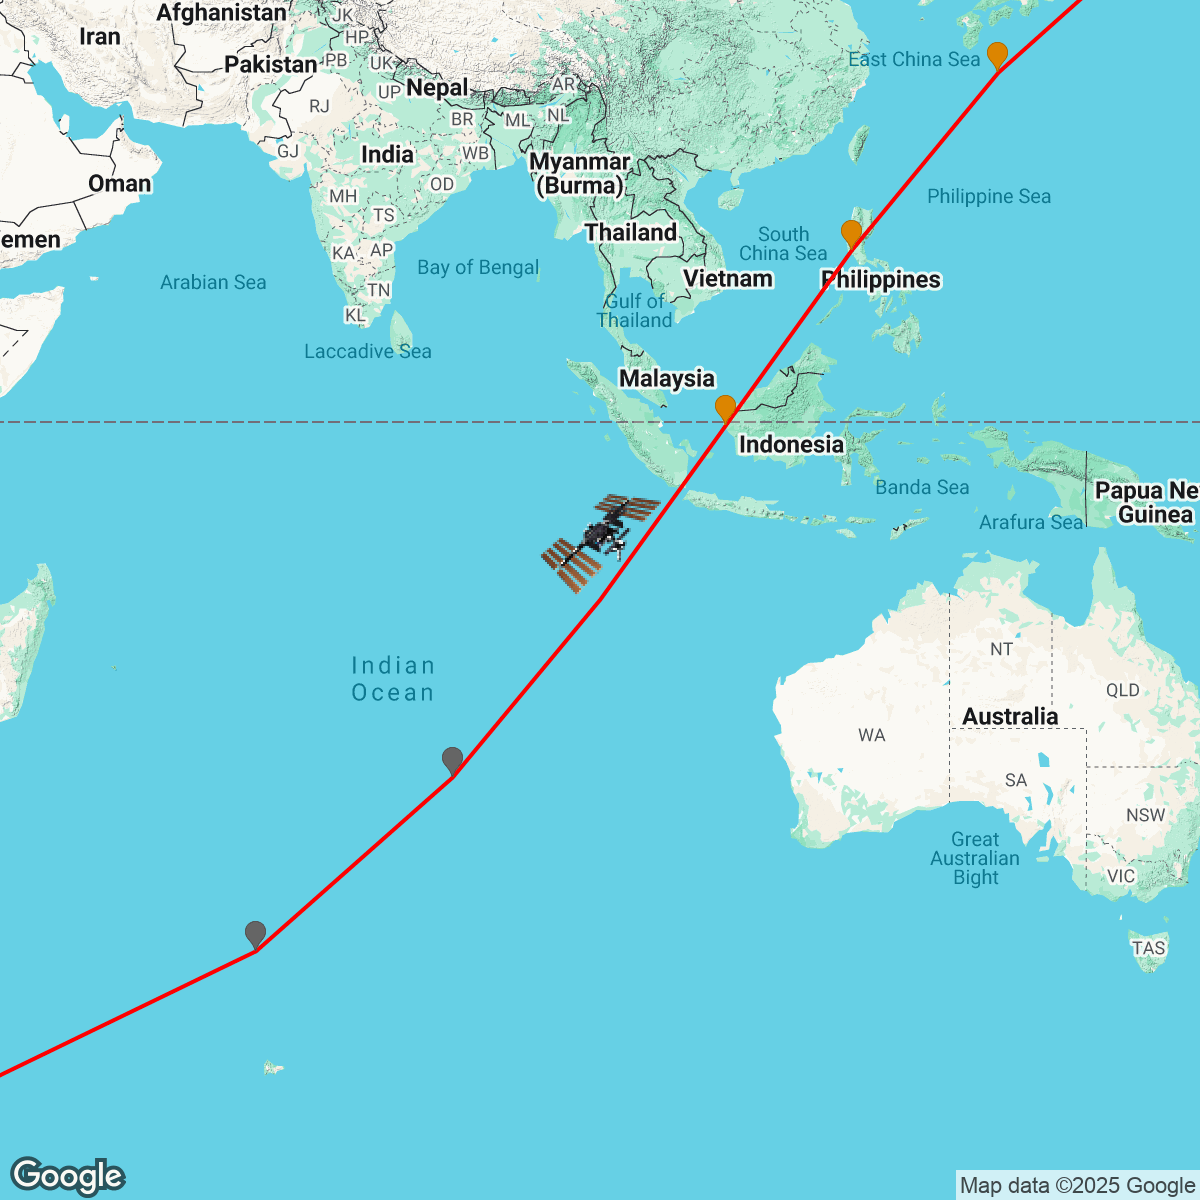 Afghanistan
JK
HP
Iran
Pakistan
PB
UK
East China Sea
Nepal
AR
UP
RJ
BR
ML
NL
GJ
India
WB
Myanmar
(Burma)
Oman
OD
MH
Philippine Sea
TS
emen
Thailand
South
China Sea
KA
AP
Bay of Bengal
Arabian Sea
Vietnam
Philippines
TN
Gulf of
Thailand
KL
Laccadive Sea
Malaysia
Indonesia
Banda Sea
Papua Ne
Guinea
Arafura Sea
Indian
Ocean
NT
QLD
Australia
WA
SA
NSW
Great
Australian
Bight
VIC
TAS
Google
Map data ©2025 Google